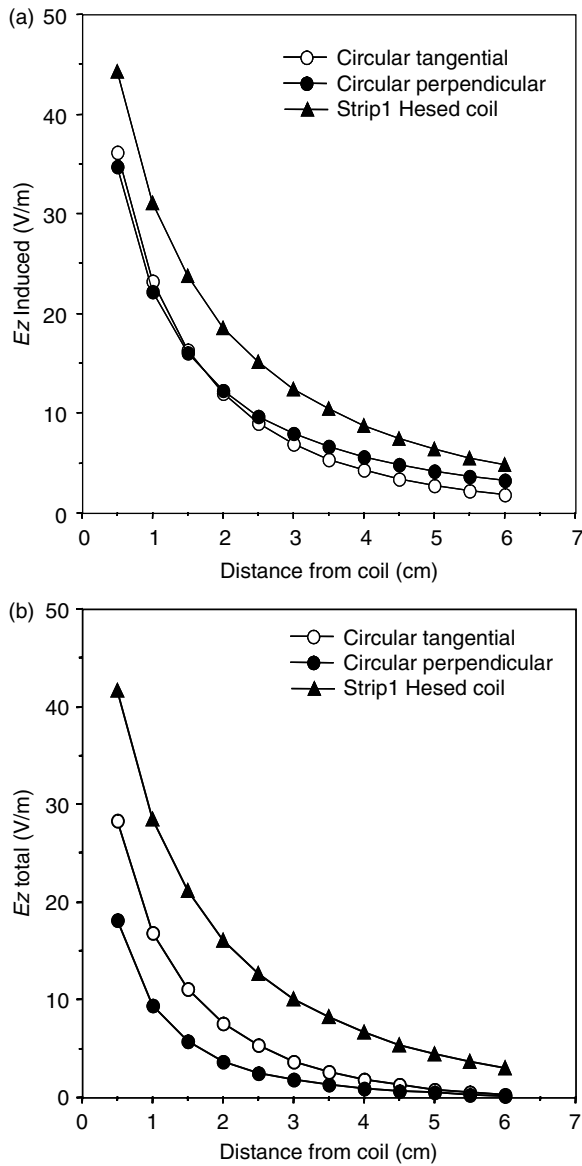 (a)
50
40
30
20
10
0
Ez Induced (V/m)
Circular tangential
Circular perpendicular
Strip1 Hesed coil
0 1 2 3 4 5 6 7
Distance from coil (cm)
(b)
50
40
30
20
10
0
Ez total (V/m)
Circular tangential
Circular perpendicular
Strip1 Hesed coil
0 1 2 3 4 5 6 7
Distance from coil (cm)